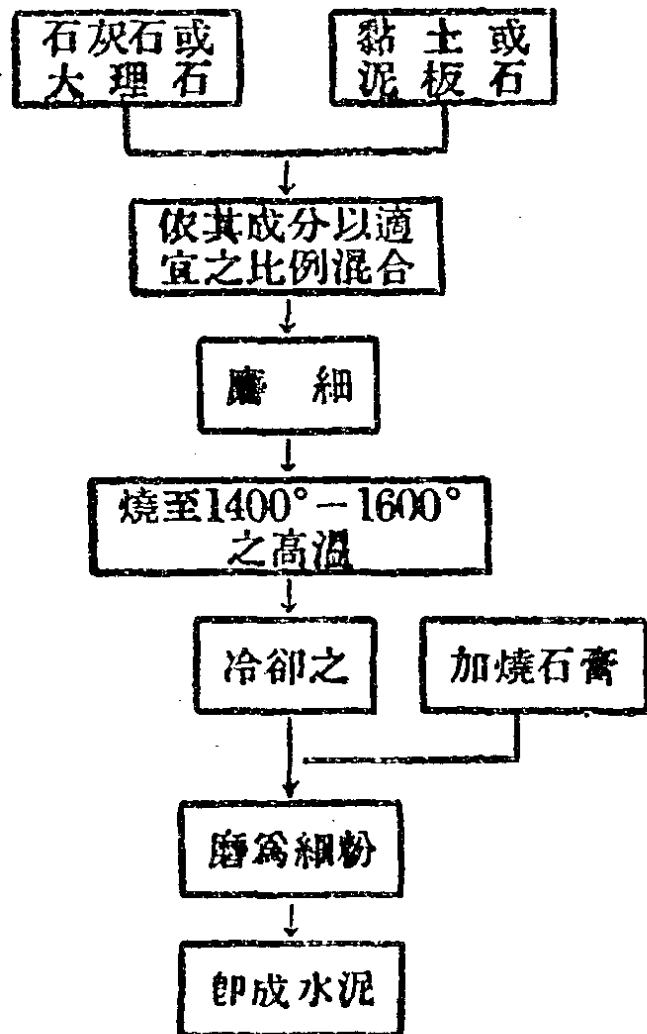 石灰石或
大理石
黏土或
泥板石
依其成分以適
宜之比例混合
磨細
燒至1400°－1600°
之高溫
冷卻之
加燒石膏
磨爲細粉
卽成水泥